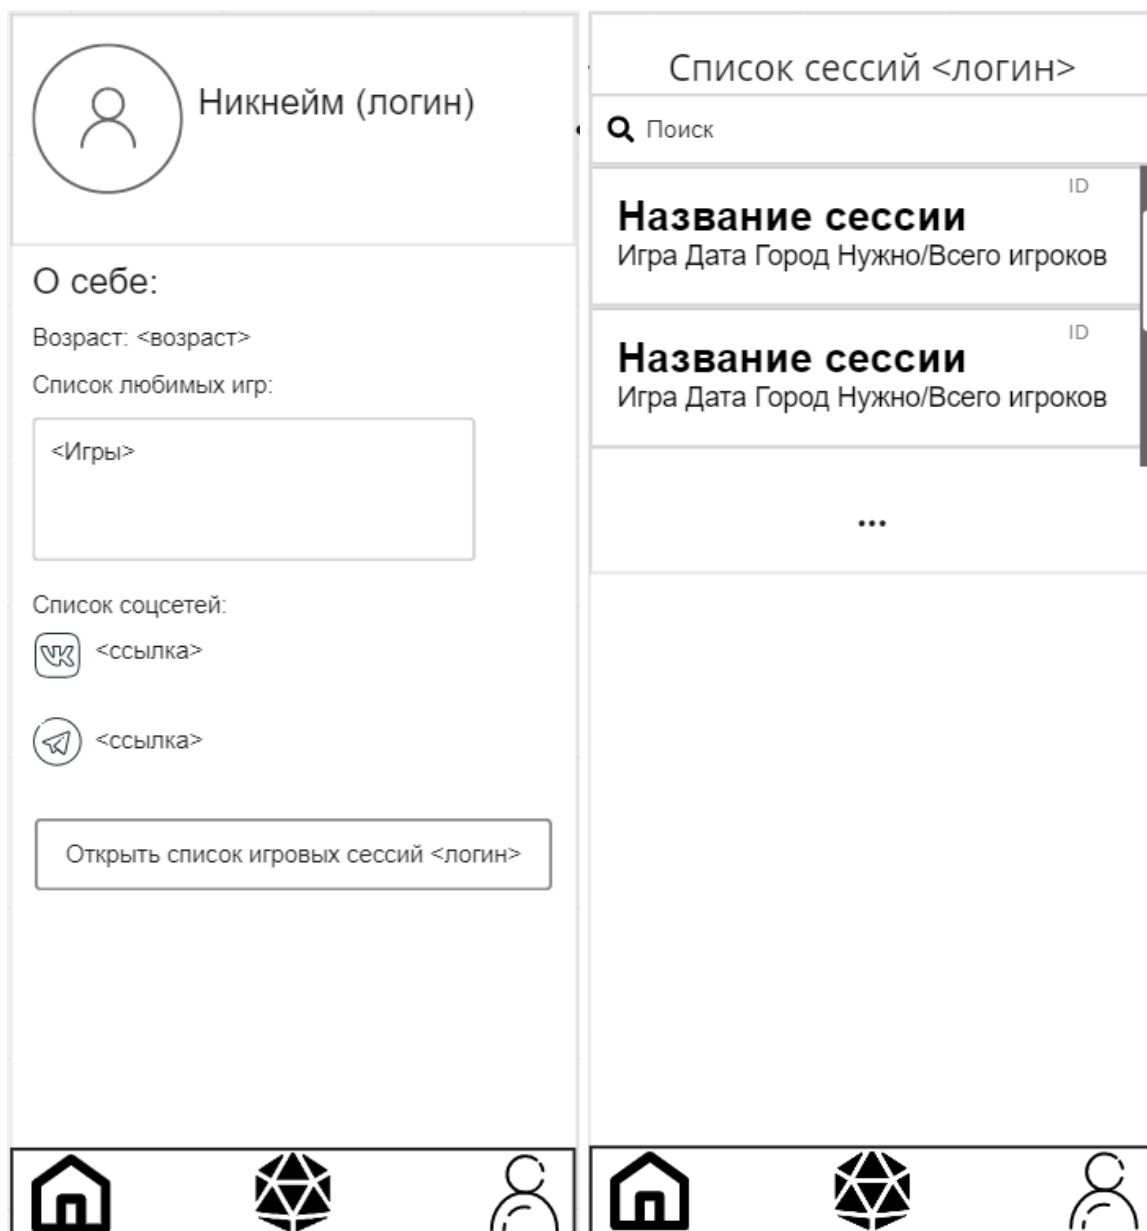 Никнейм (логин)
О себе:
Возраст: <возраст>
Список любимых игр:
<Игры>
Список соцсетей:
<ссылка>
<ссылка>
Открыть список игровых сессий <логин>
Список сессий <логин>
Поиск
ID
Название сессии
Игра Дата Город Нужно/Всего игроков
ID
Название сессии
Игра Дата Город Нужно/Всего игроков
...